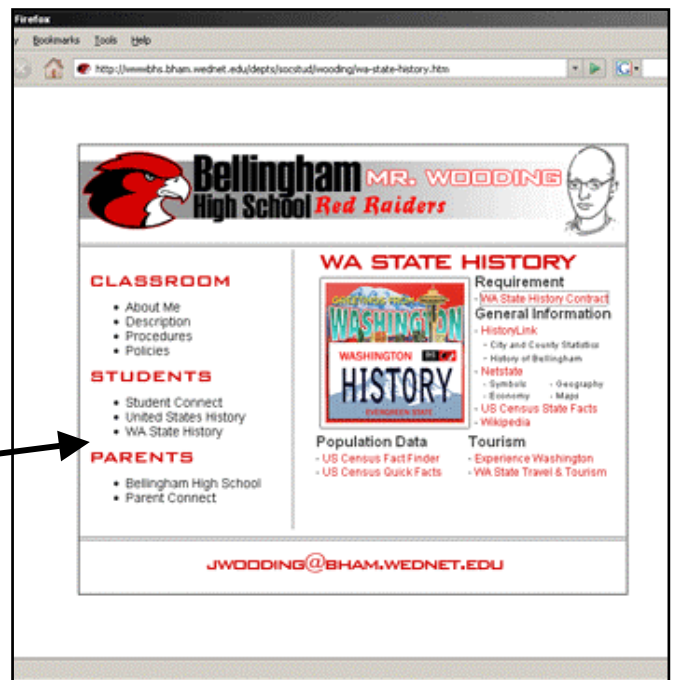 Firefox
y Bookmarks Tools Help
http://wwwbhs.bham.wednet.edu/depts/socstud/wooding/wa-state-history.htm
Bellingham MR. WOODING
High School Red Raiders
CLASSROOM
• About Me
• Description
• Procedures
• Policies
STUDENTS
• Student Connect
• United States History
• WA State History
PARENTS
• Bellingham High School
• Parent Connect
WA STATE HISTORY
GREETINGS FROM
WASHINGTON
WASHINGTON
HISTORY
EVERGREEN STATE
Requirement
- WA State History Contract
General Information
- HistoryLink
- City and County Statistics
- History of Bellingham
- Netstate
- Symbols - Geography
- Economy - Maps
- US Census State Facts
- Wikipedia
Population Data
- US Census FactFinder
- US Census Quick Facts
Tourism
- Experience Washington
- WA State Travel & Tourism
JWOODING@BHAM.WEDNET.EDU